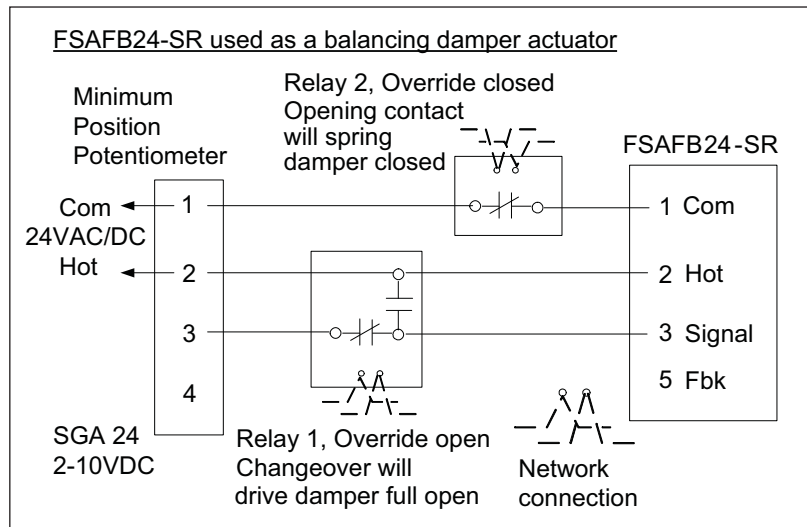 FSAFB24-SR used as a balancing damper actuator
Minimum
Position
Potentiometer
Relay 2, Override closed
Opening contact
will spring
damper closed
FSAFB24-SR
Com
24VAC/DC
Hot
1
2
3
4
1 Com
2 Hot
3 Signal
5 Fbk
SGA 24
2-10VDC
Relay 1, Override open
Changeover will
drive damper full open
Network
connection